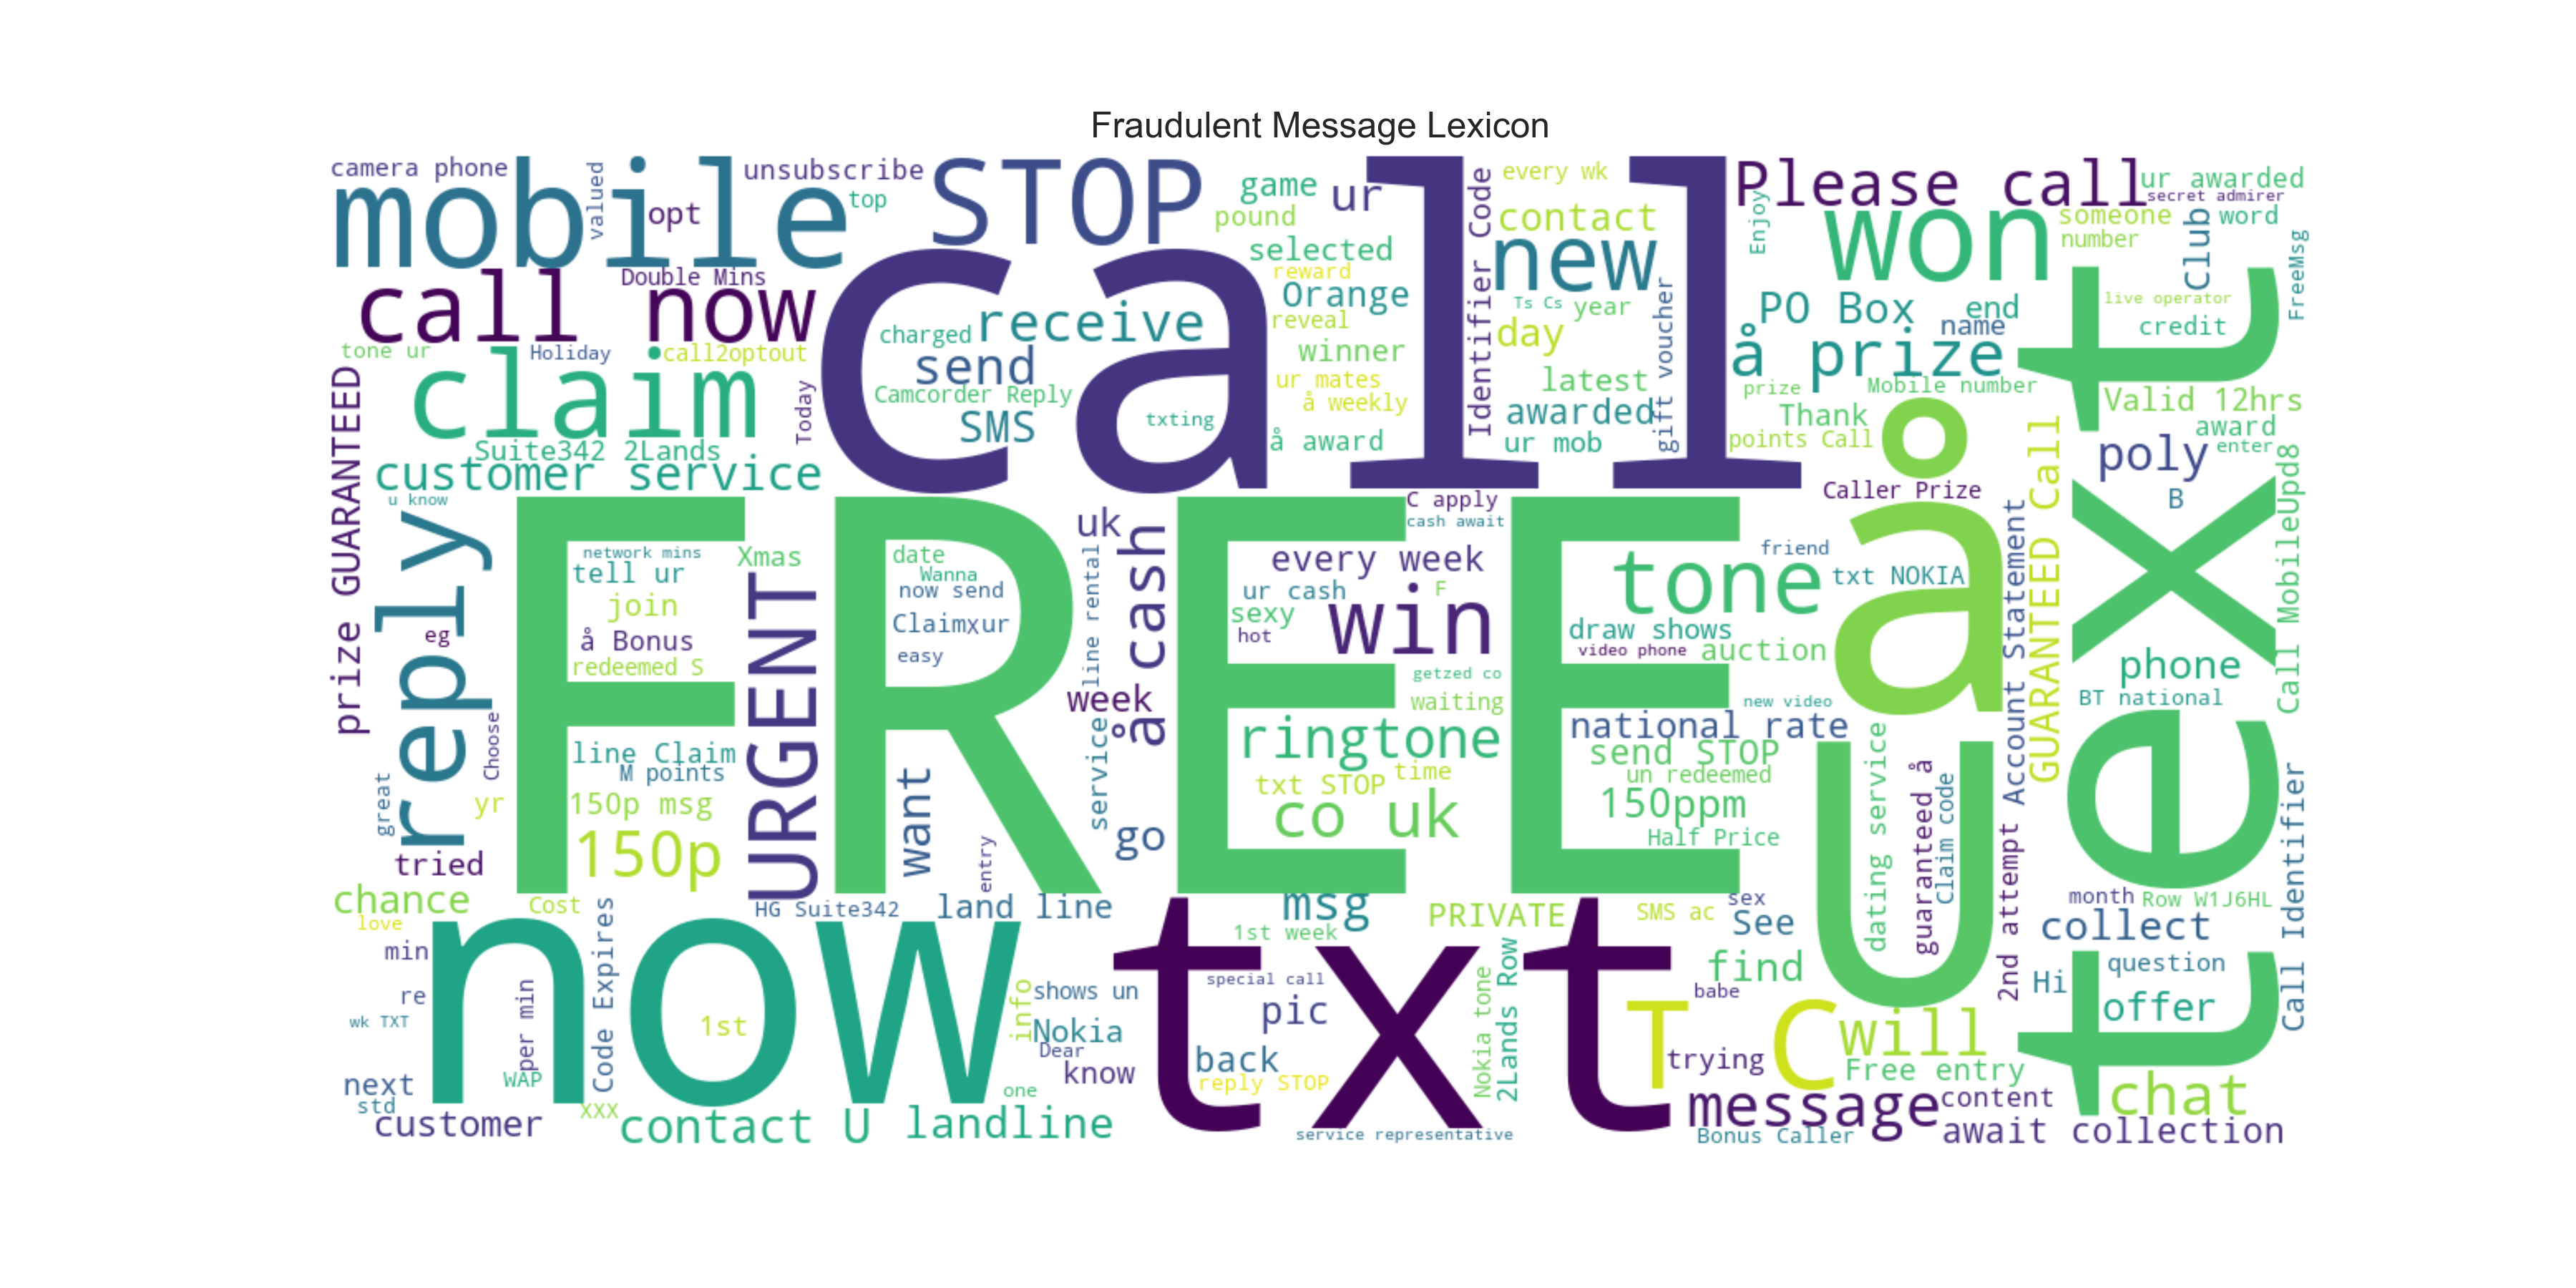 Fraudulent Message Lexicon
camera phone
mobile
valued
opt
unsubscribe
top
STOP
call
game
ur
pound
selected
reward
Orange
reveal
winner
ur mates
å weekly
å award
Identifier Code
every wk
contact
new
Ts Cs
year
day
latest
awarded
ur mob
gift voucher
Please call
Enjoy
won
ur awarded
secret admirer
someone
word
number
Club
FreeMsg
call now
Double Mins
charged
receive
send
Camcorder Reply
SMS
txting
PO Box
end
name
å prize
prize
Mobile number
Thank
points Call
live operator
credit
text
Valid 12hrs
award
enter
poly
B
tone ur
Holiday
call2optout
claim
Today
Suite342 2Lands
customer service
prize GUARANTEED
u know
reply
eg
FREE
network mins
tell ur
join
å Bonus
redeemed S
Xmas
URGENT
date
Wanna
now send
Claimxur
easy
uk
line rental
å cash
week
service
go
C apply
cash await
every week
ur cash
F
sexy
hot
win
getzed co
waiting
ringtone
txt STOP
time
co uk
tone
draw shows
video phone
auction
new video
national rate
send STOP
un redeemed
150ppm
Half Price
friend
txt NOKIA
Caller Prize
å
Account Statement
GUARANTEED Call
Call MobileUpd8
phone
BT national
Choose
great
yr
line Claim
M points
150p msg
150p
want
entry
tried
chance
love
Cost
HG Suite342
land line
msg
1st week
PRIVATE
SMS ac
sex
See
U
dating service
guaranteed å
Claim code
2nd attempt
month
Row W1J6HL
collect
Call Identifier
min
re
wk TXT
now
per min
WAP
Code Expires
1st
info
shows un
Nokia
Dear
know
one
txt
special call
pic
back
reply STOP
Nokia tone
2Lands Row
find
babe
T C
trying
will
Free entry
Hi
question
offer
chat
next
std
customer
XXX
contact U
landline
service representative
message
content
Bonus Caller
await collection